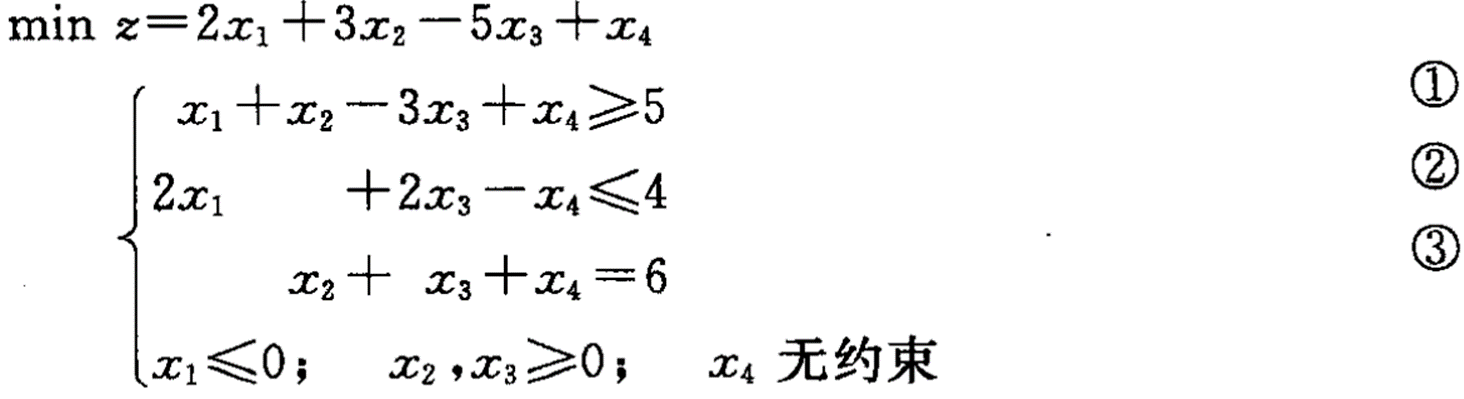 min z=2x₁+3x₂-5x₃+x₄
x₁+x₂-3x₃+x₄⩾5 ①
2x₁ +2x₃-x₄⩽4 ②
x₂+ x₃+x₄=6 ③
x₁⩽0; x₂,x₃⩾0; x₄ 无约束